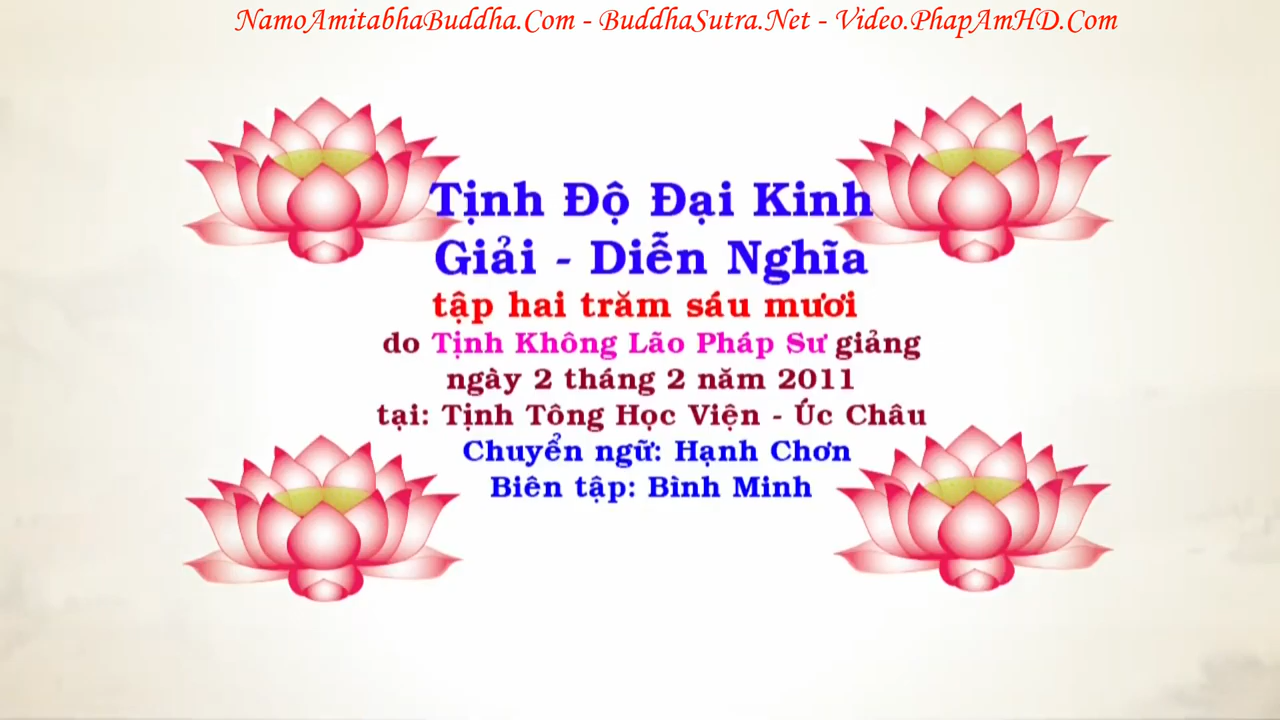 NamoAmitabhaBuddha.Com - BuddhaSutra.Net - Video.PhapAmHD.Com
Tịnh Độ Đại Kinh
Giải - Diễn Nghĩa
tập hai trăm sáu mươi
do Tịnh Không Lão Pháp Sư giảng
ngày 2 tháng 2 năm 2011
tại: Tịnh Tông Học Viện - Úc Châu
Chuyển ngữ: Hạnh Chơn
Biên tập: Bình Minh